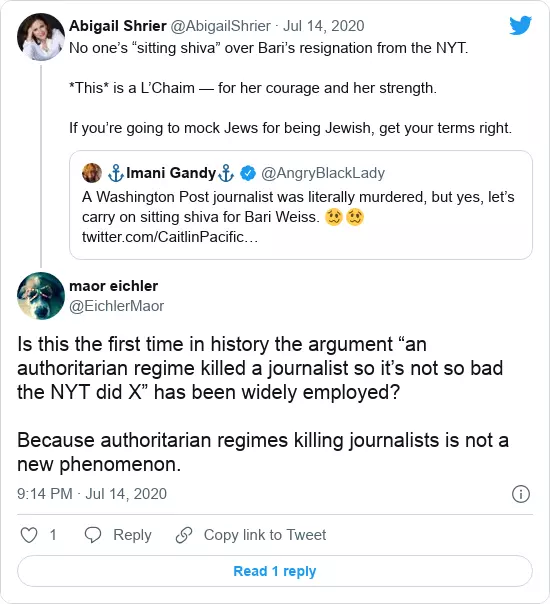 Abigail Shrier @AbigailShrier · Jul 14, 2020
No one’s “sitting shiva” over Bari’s resignation from the NYT.
*This* is a L’Chaim — for her courage and her strength.
If you’re going to mock Jews for being Jewish, get your terms right.
⚓Imani Gandy⚓ @AngryBlackLady
A Washington Post journalist was literally murdered, but yes, let’s
carry on sitting shiva for Bari Weiss. 🥴🥴
twitter.com/CaitlinPacific…
maor eichler
@EichlerMaor
Is this the first time in history the argument “an
authoritarian regime killed a journalist so it’s not so bad
the NYT did X” has been widely employed?
Because authoritarian regimes killing journalists is not a
new phenomenon.
9:14 PM · Jul 14, 2020
1 Reply Copy link to Tweet
Read 1 reply